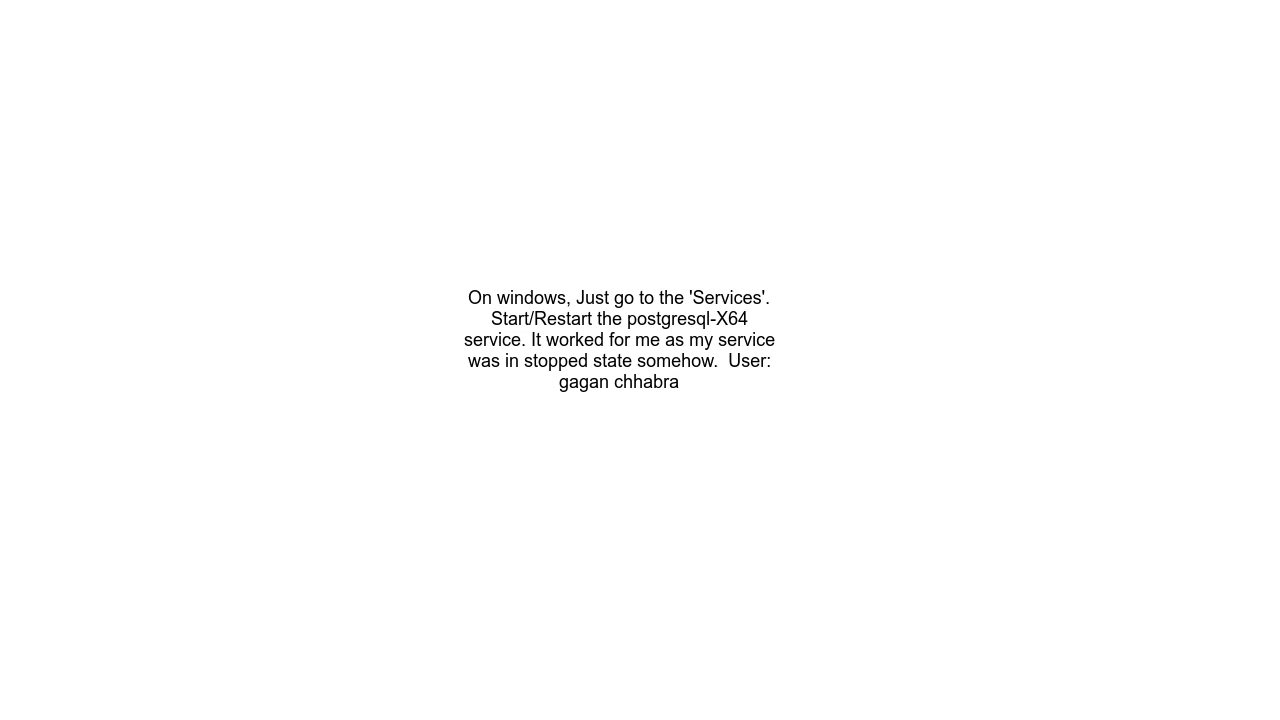 On windows, Just go to the 'Services'.
Start/Restart the postgresql-X64
service. It worked for me as my service
was in stopped state somehow.  User:
gagan chhabra